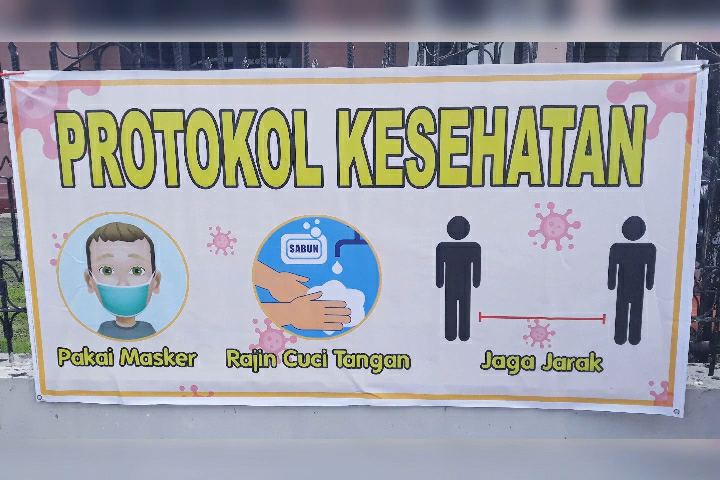 PROTOKOL KESEHATAN
SABUN
Pakai Masker
Rajin Cuci Tangan
Jaga Jarak